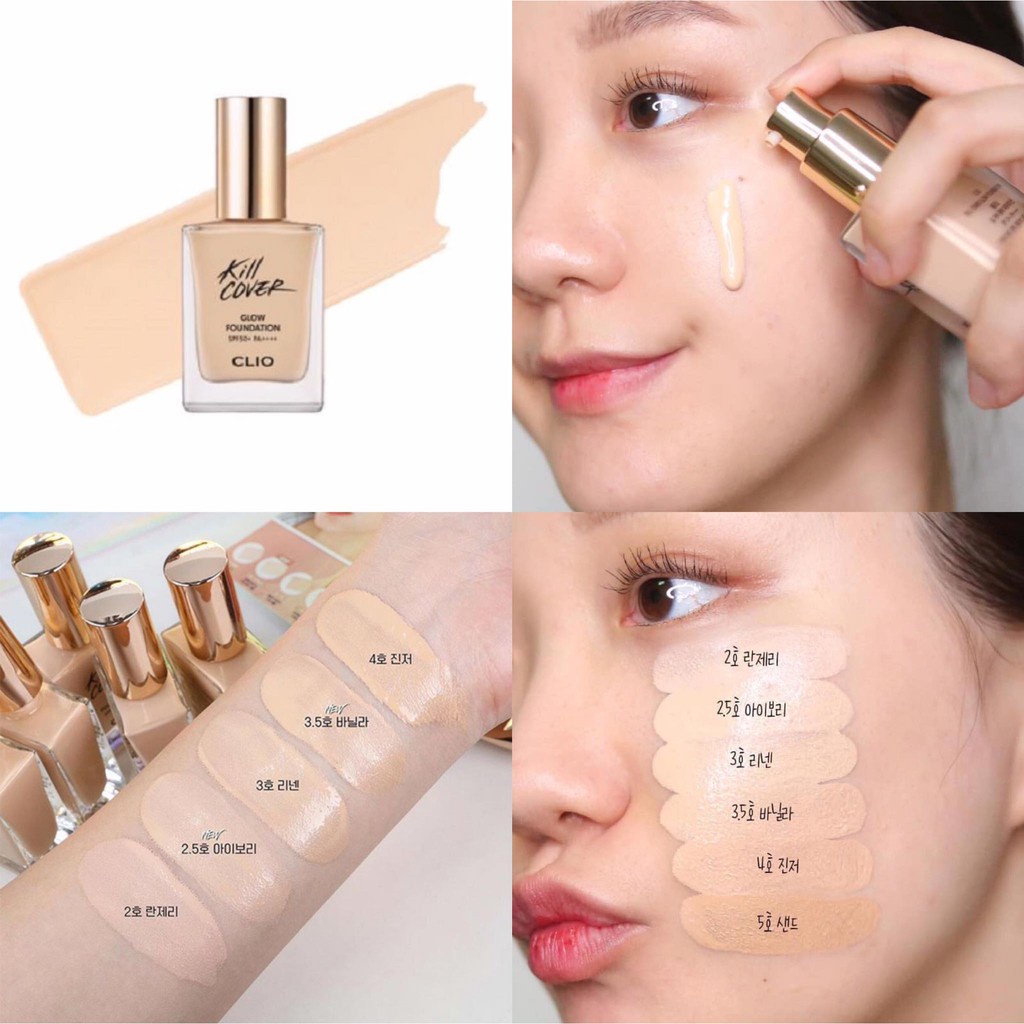 Kill
COVER
GLOW
FOUNDATION
SPF50+ PA++++
CLIO
4호 진저
NEW
3.5호 바닐라
3호 리넨
NEW
2.5호 아이보리
2호 란제리
2호 란제리
2.5호 아이보리
3호 리넨
3.5호 바닐라
4호 진저
5호 샌드